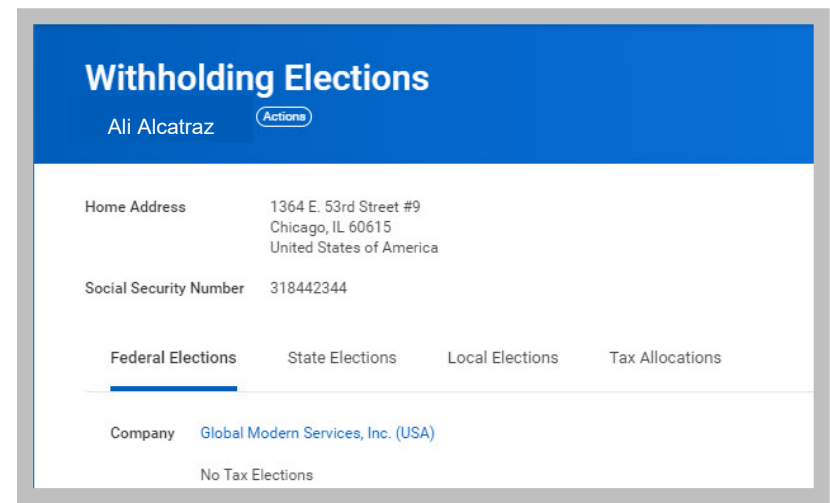 Withholding Elections
Ali Alcatraz Actions
Home Address 1364 E. 53rd Street #9
Chicago, IL 60615
United States of America
Social Security Number 318442344
Federal Elections State Elections Local Elections Tax Allocations
Company Global Modern Services, Inc. (USA)
No Tax Elections